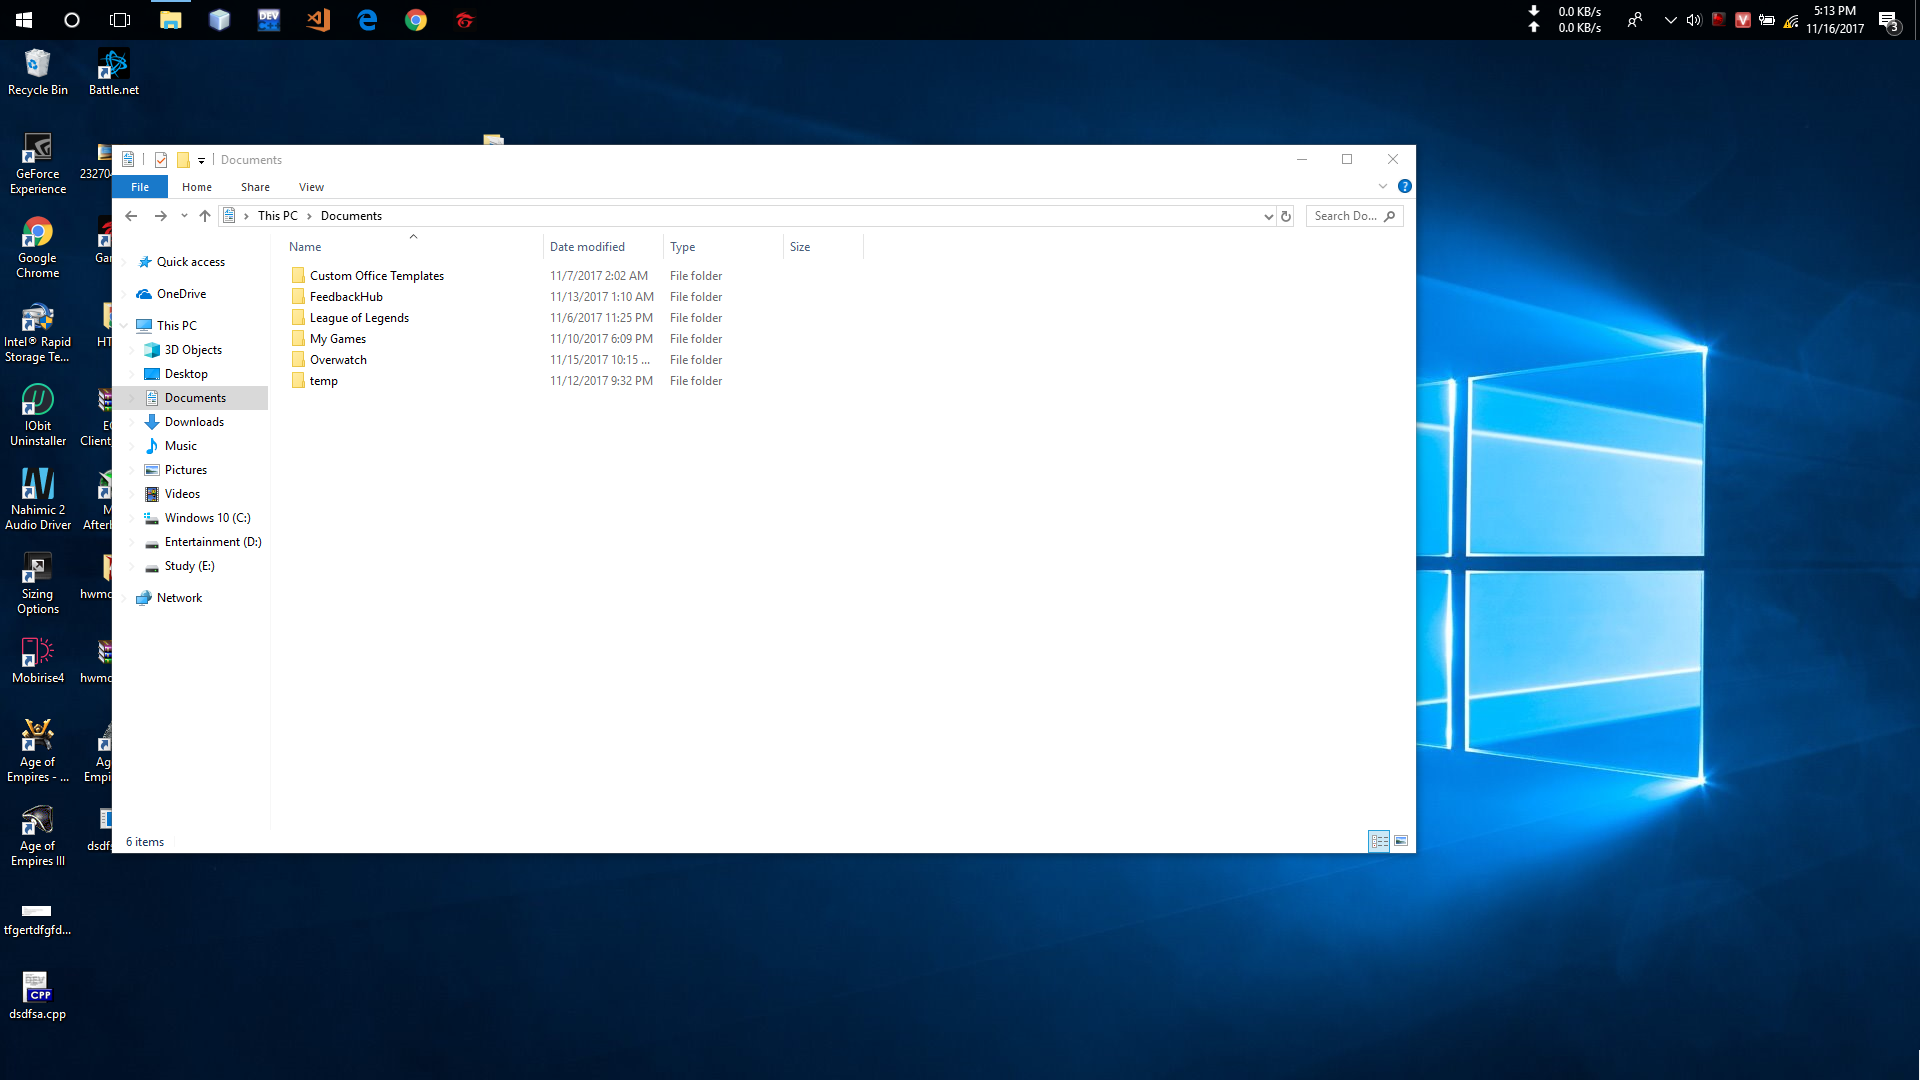 DEV
0.0 KB/s
0.0 KB/s
5:13 PM
11/16/2017
3
Recycle Bin
Battle.net
GeForce
Experience
Google
Chrome
Intel® Rapid
Storage Te...
IObit
Uninstaller
Nahimic 2
Audio Driver
Sizing
Options
Mobirise4
Age of
Empires - ...
Age of
Empires III
tfgertdfgfd...
CPP
dsdfsa.cpp
23270
Ga
HT
E
Client
M
After
hwmo
hwmo
Ag
Empi
dsdfs
Documents
File
Home
Share
View
?
This PC
Documents
Search Do...
Quick access
OneDrive
This PC
3D Objects
Desktop
Documents
Downloads
Music
Pictures
Videos
Windows 10 (C:)
Entertainment (D:)
Study (E:)
Network
Name Date modified Type Size
Custom Office Templates 11/7/2017 2:02 AM File folder
FeedbackHub 11/13/2017 1:10 AM File folder
League of Legends 11/6/2017 11:25 PM File folder
My Games 11/10/2017 6:09 PM File folder
Overwatch 11/15/2017 10:15 ... File folder
temp 11/12/2017 9:32 PM File folder
6 items